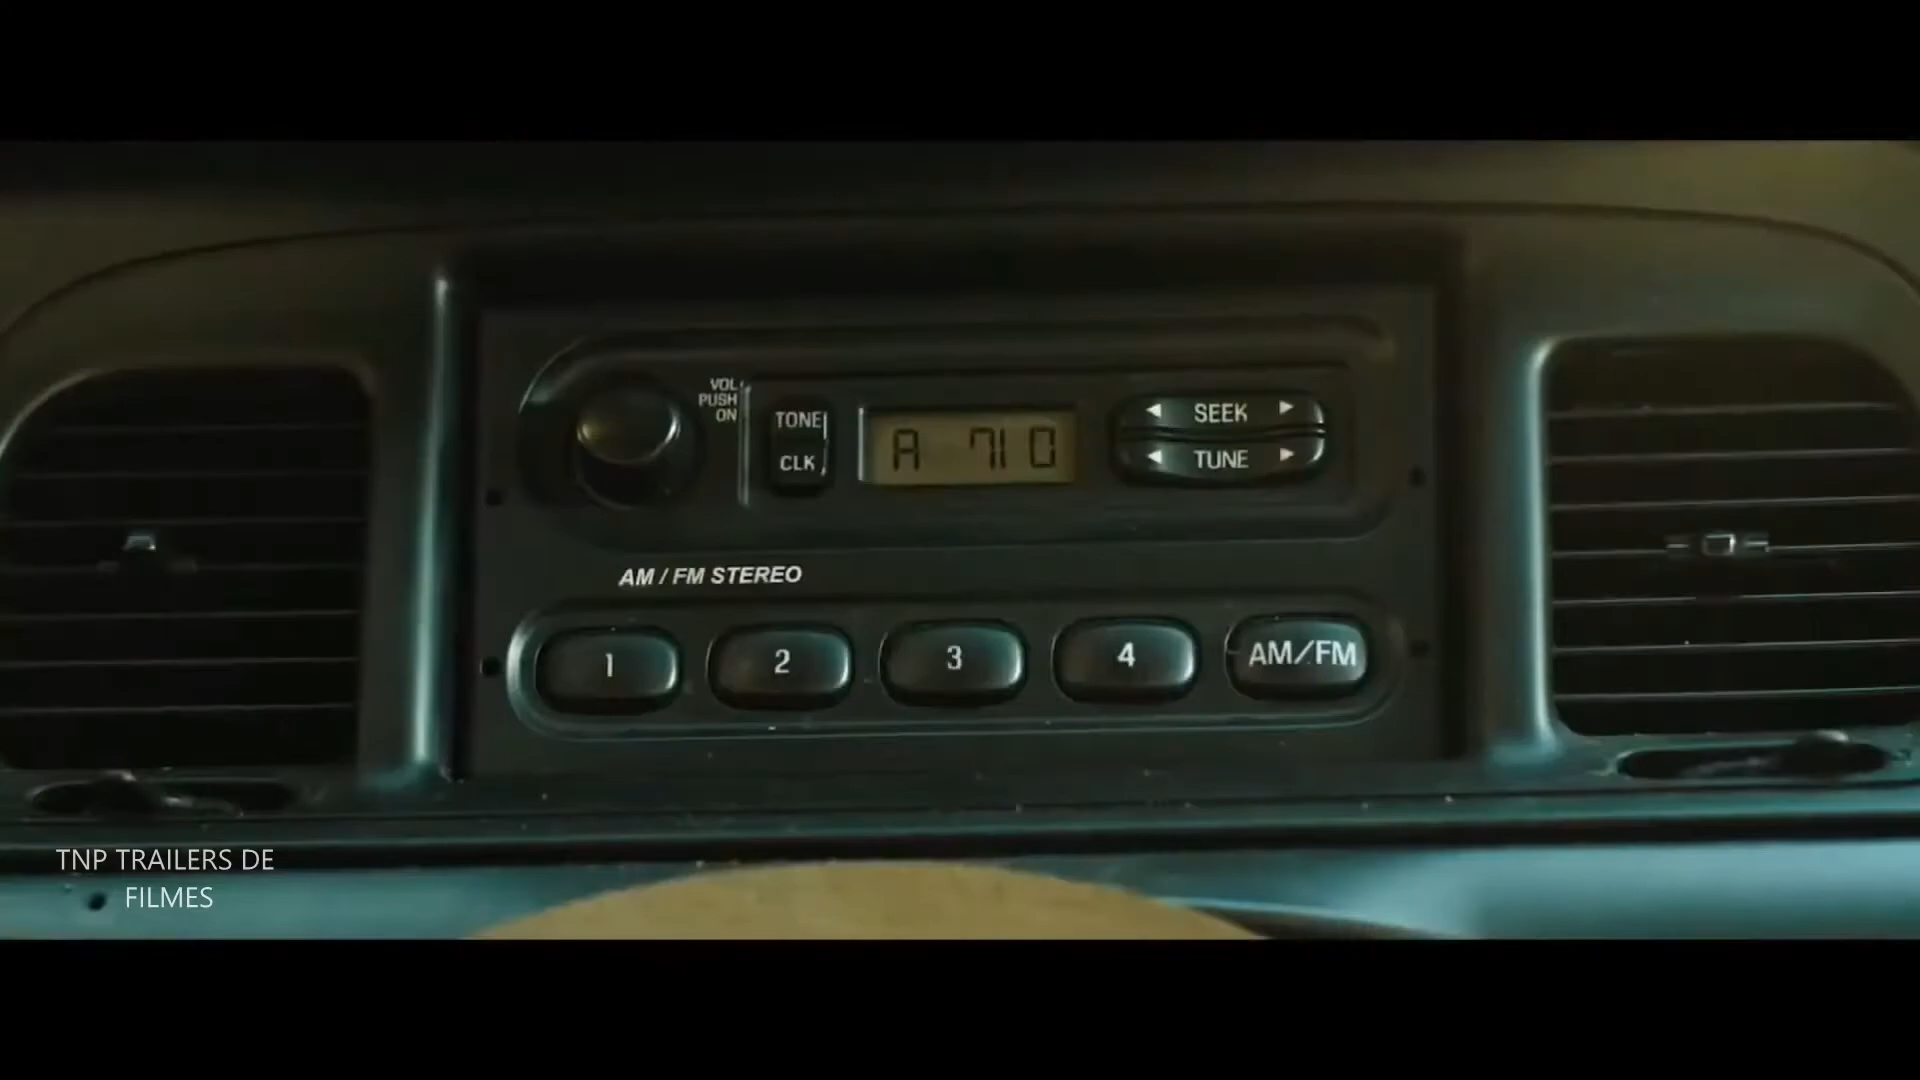 VOL
PUSH
ON
TONE
CLK
A 710
SEEK
TUNE
AM / FM STEREO
1
2
3
4
AM/FM
TNP TRAILERS DE
FILMES